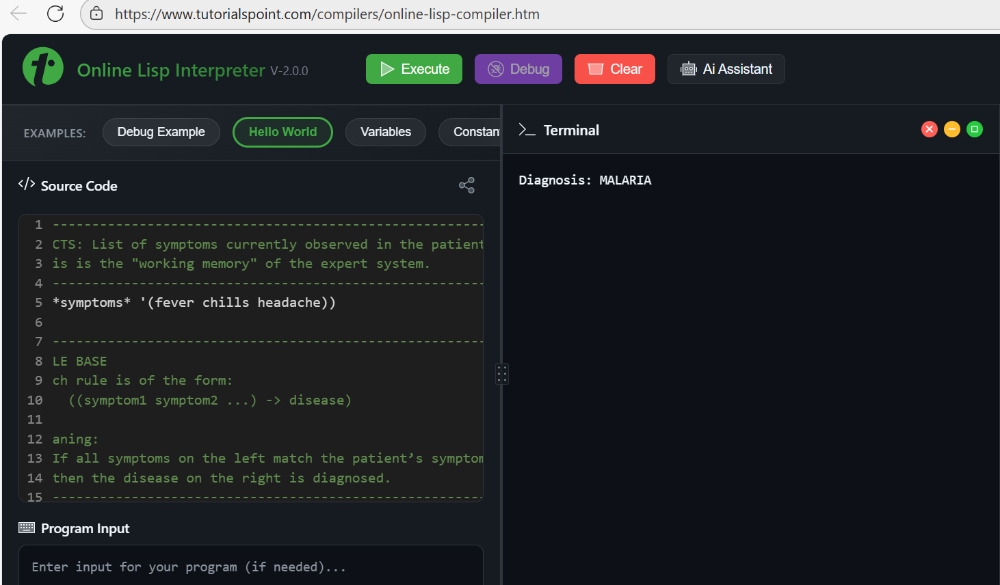 https://www.tutorialspoint.com/compilers/online-lisp-compiler.htm
Online Lisp Interpreter V-2.0.0
Execute
Debug
Clear
Ai Assistant
EXAMPLES:
Debug Example
Hello World
Variables
Constan
Terminal
Source Code
1 -------------------------------------------------------
2 CTS: List of symptoms currently observed in the patient
3 is is the "working memory" of the expert system.
4 -------------------------------------------------------
5 *symptoms* '(fever chills headache))
6
7 -------------------------------------------------------
8 LE BASE
9 ch rule is of the form:
10 ((symptom1 symptom2 ...) -> disease)
11
12 aning:
13 If all symptoms on the left match the patient’s symptom
14 then the disease on the right is diagnosed.
15 -------------------------------------------------------
Program Input
Enter input for your program (if needed)...
Diagnosis: MALARIA